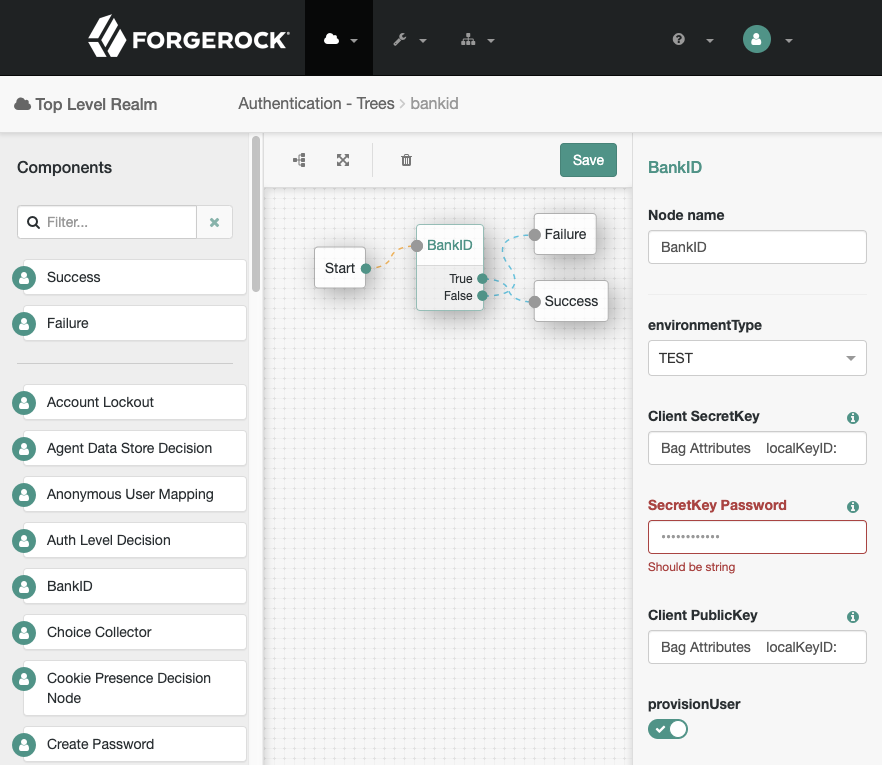 FORGEROCK
Top Level Realm
Authentication - Trees > bankid
Components
Filter...
Success
Failure
Account Lockout
Agent Data Store Decision
Anonymous User Mapping
Auth Level Decision
BankID
Choice Collector
Cookie Presence Decision
Node
Create Password
Save
Start
BankID
True
False
Failure
Success
BankID
Node name
BankID
environmentType
TEST
Client SecretKey
Bag Attributes localKeyID:
SecretKey Password
••••••••••••
Should be string
Client PublicKey
Bag Attributes localKeyID:
provisionUser